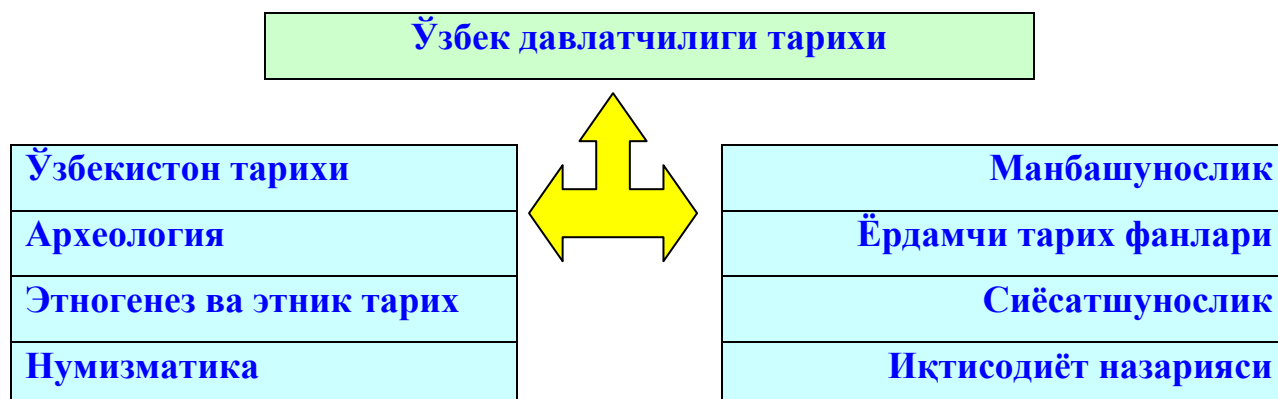 Ўзбек давлатчилиги тарихи
Ўзбекистон тарихи
Археология
Этногенез ва этник тарих
Нумизматика
Манбашунослик
Ёрдамчи тарих фанлари
Сиёсатшунослик
Иқтисодиёт назарияси